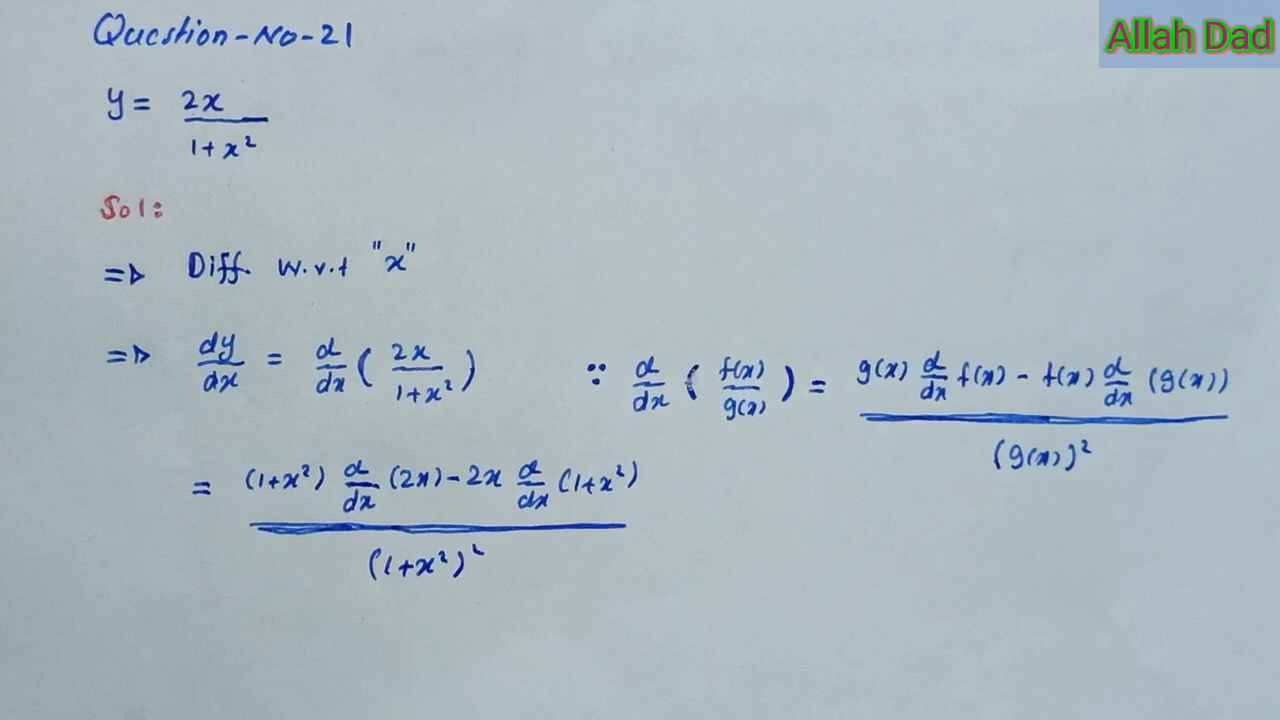 Question-No-21
Allah Dad
y = 2x / 1+x²
Sol:
=> Diff. w.r.t "x"
=> dy/dx = d/dx ( 2x / 1+x² ) ∵ d/dx ( f(x) / g(x) ) = g(x) d/dx f(x) - f(x) d/dx (g(x)) / (g(x))²
= (1+x²) d/dx (2x) - 2x d/dx (1+x²) / (1+x²)²